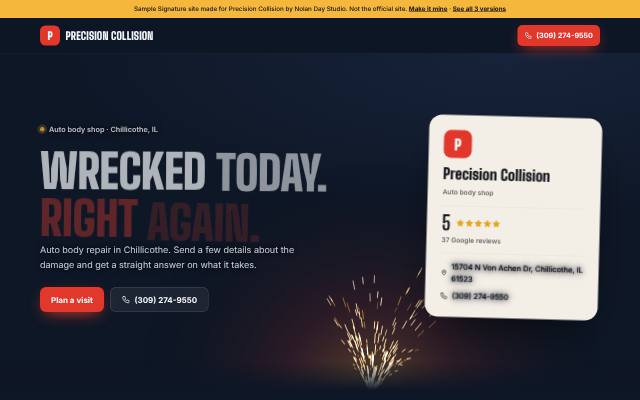 Sample Signature site made for Precision Collision by Nolan Day Studio. Not the official site. Make it mine · See all 3 versions
P PRECISION COLLISION
(309) 274-9550
Auto body shop · Chillicothe, IL
WRECKED TODAY.
RIGHT AGAIN.
Auto body repair in Chillicothe. Send a few details about the
damage and get a straight answer on what it takes.
Plan a visit
(309) 274-9550
P
Precision Collision
Auto body shop
5 ★★★★★
37 Google reviews
15704 N Von Achen Dr, Chillicothe, IL
61523
(309) 274-9550